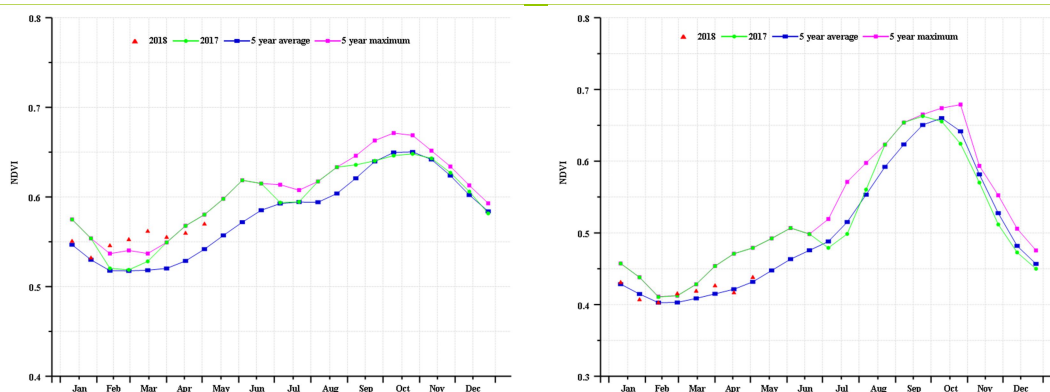 0.8
2018 2017 5 year average 5 year maximum
0.7
NDVI
0.6
0.5
0.4
Jan Feb Mar Apr May Jun Jul Aug Sep Oct Nov Dec
0.8
2018 2017 5 year average 5 year maximum
0.7
NDVI
0.6
0.5
0.4
0.3
Jan Feb Mar Apr May Jun Jul Aug Sep Oct Nov Dec